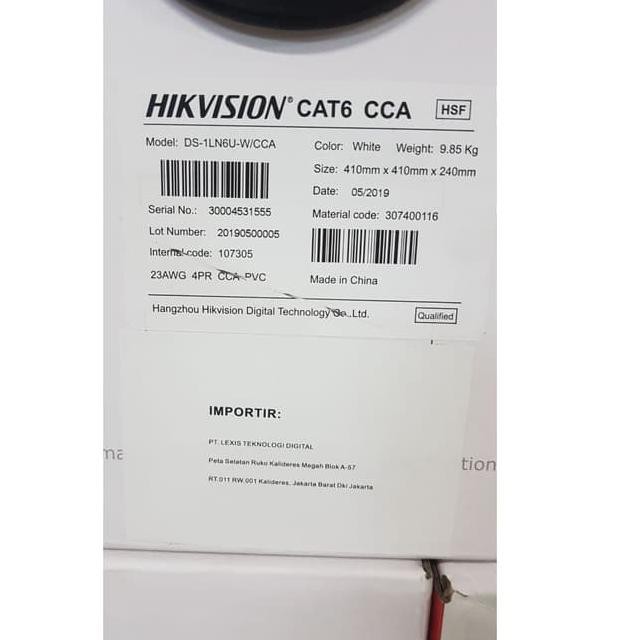 HIKVISION® CAT6 CCA HSF
Model: DS-1LN6U-W/CCA
Color: White Weight: 9.85 Kg
Size: 410mm x 410mm x 240mm
Date: 05/2019
Serial No.: 30004531555
Material code: 307400116
Lot Number: 20190500005
Internal code: 107305
23AWG 4PR CCA PVC
Made in China
Hangzhou Hikvision Digital Technology Co.,Ltd.
Qualified
IMPORTIR:
PT. LEXIS TEKNOLOGI DIGITAL
Peta Selatan Ruko Kalideres Megah Blok A-57
RT.011 RW.001 Kalideres, Jakarta Barat Dki Jakarta
ma
tion